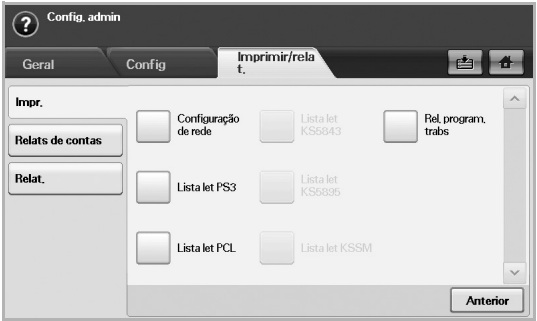 ?
Config. admin
Geral
Config
Imprimir/rela
t.
Impr.
Relats de contas
Relat.
Configuração
de rede
Lista let
KS5843
Rel. program.
trabs
Lista let PS3
Lista let
KS5895
Lista let PCL
Lista let KSSM
Anterior